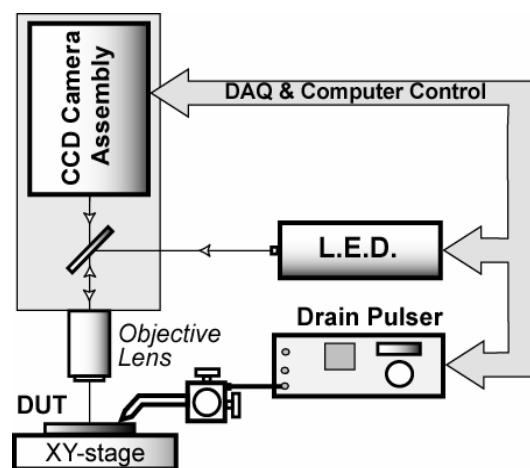 CCD Camera
Assembly
DAQ & Computer Control
L.E.D.
Drain Pulser
Objective
Lens
DUT
XY-stage